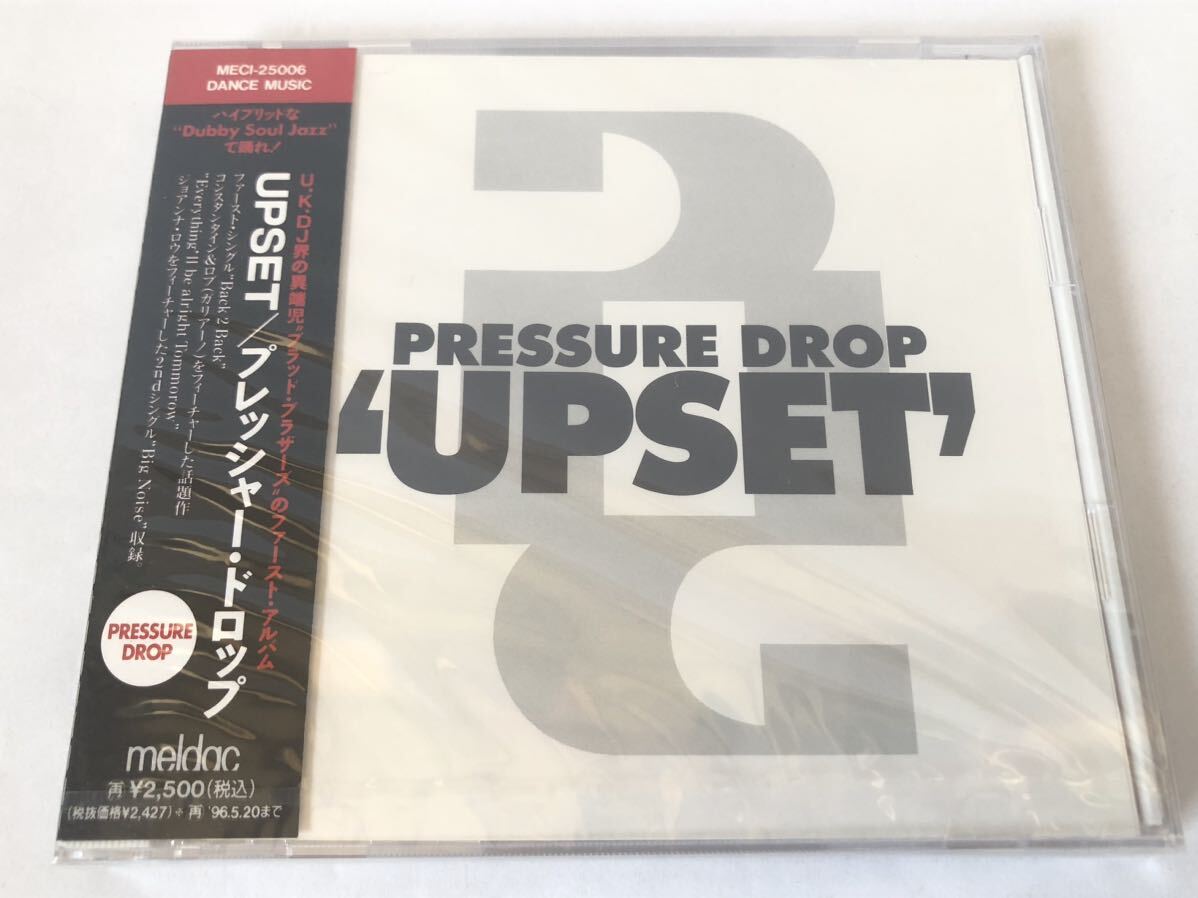 MECI-25006
DANCE MUSIC
ハイブリットな
"Dubby Soul Jazz"
で踊れ!
U.K.DJ界の異端児"ブラッド・ブラザーズ"のファースト・アルバム
UPSET/プレッシャー・ドロップ
ファースト・シングル"Back 2 Back"
コンスタンタイン&ロブ(ガリアーノ)をフィーチャーした話題作
"Everything'll be alright Tommorow"
ジョアンナ・ロウをフィーチャーした2ndシングル"Big Noise"収録。
PRESSURE
DROP
meldac
再 ¥2,500(税込)
(税抜価格¥2,427)÷再 '96.5.20まで
PRESSURE DROP
'UPSET'